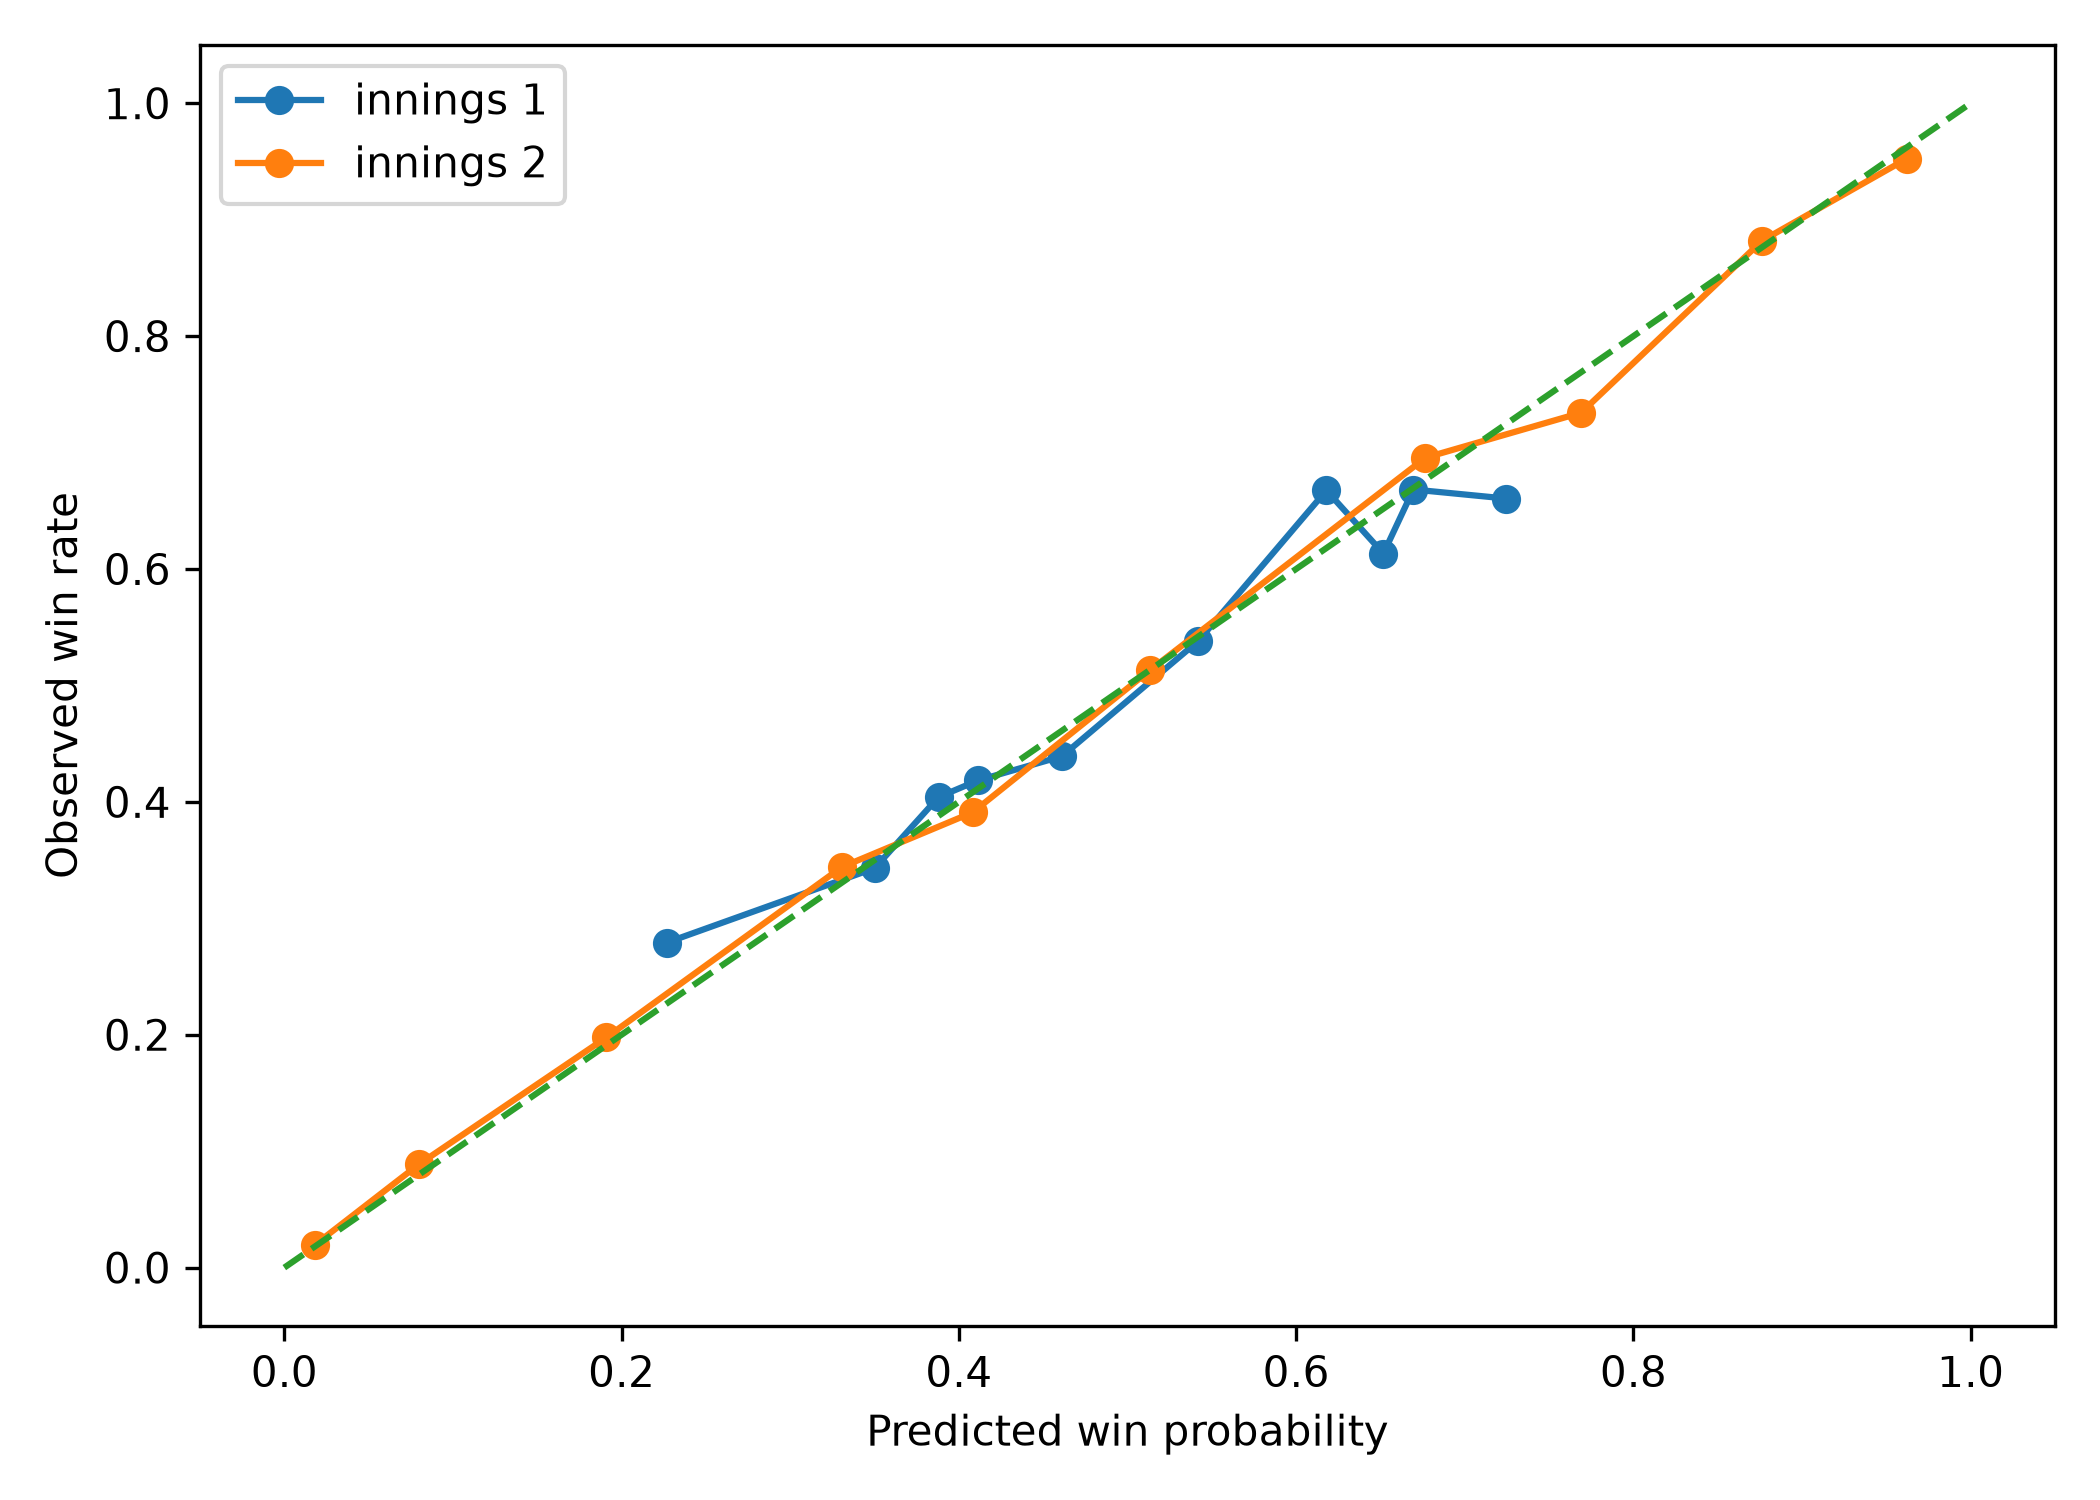 innings 1
innings 2
Observed win rate
1.0
0.8
0.6
0.4
0.2
0.0
0.0 0.2 0.4 0.6 0.8 1.0
Predicted win probability